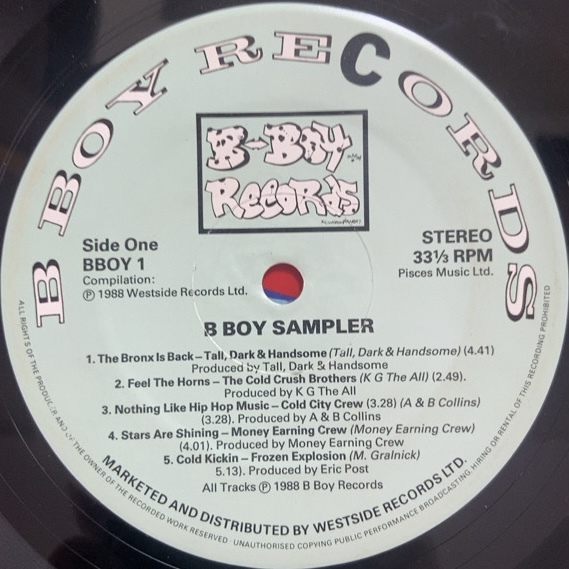 B BOY RECORDS
B-BOY
RECORDS
Side One
BBOY 1
Compilation:
Ⓟ 1988 Westside Records Ltd.
STEREO
33⅓ RPM
Pisces Music Ltd.
B BOY SAMPLER
1. The Bronx Is Back – Tall, Dark & Handsome (Tall, Dark & Handsome) (4.41)
Produced by Tall, Dark & Handsome
2. Feel The Horns – The Cold Crush Brothers (K G The All) (2.49).
Produced by K G The All
3. Nothing Like Hip Hop Music – Cold City Crew (3.28) (A & B Collins)
(3.28). Produced by A & B Collins
4. Stars Are Shining – Money Earning Crew (Money Earning Crew)
(4.01). Produced by Money Earning Crew
5. Cold Kickin – Frozen Explosion (M. Gralnick)
5.13). Produced by Eric Post
All Tracks Ⓟ 1988 B Boy Records
MARKETED AND DISTRIBUTED BY WESTSIDE RECORDS LTD.
ALL RIGHTS OF THE PRODUCER AND OF THE OWNER OF THE RECORDED WORK RESERVED · UNAUTHORISED COPYING PUBLIC PERFORMANCE BROADCASTING, HIRING OR RENTAL OF THIS RECORDING PROHIBITED